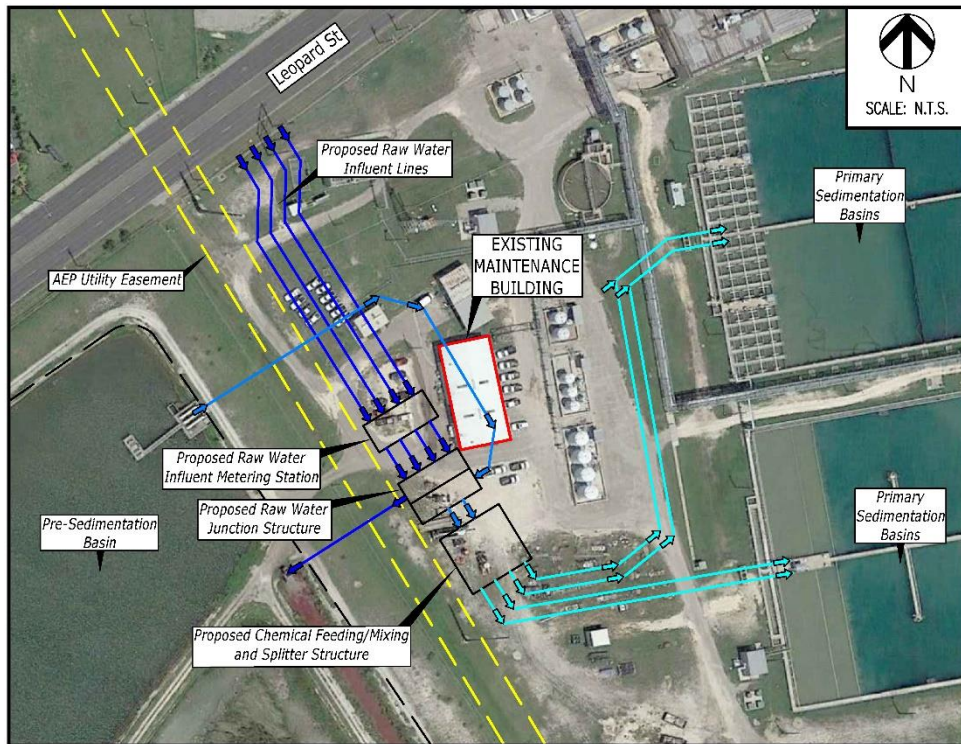 Leopard St
N
SCALE: N.T.S.
Proposed Raw Water
Influent Lines
Primary
Sedimentation
Basins
AEP Utility Easement
EXISTING
MAINTENANCE
BUILDING
Proposed Raw Water
Influent Metering Station
Proposed Raw Water
Junction Structure
Pre-Sedimentation
Basin
Primary
Sedimentation
Basins
Proposed Chemical Feeding/Mixing
and Splitter Structure